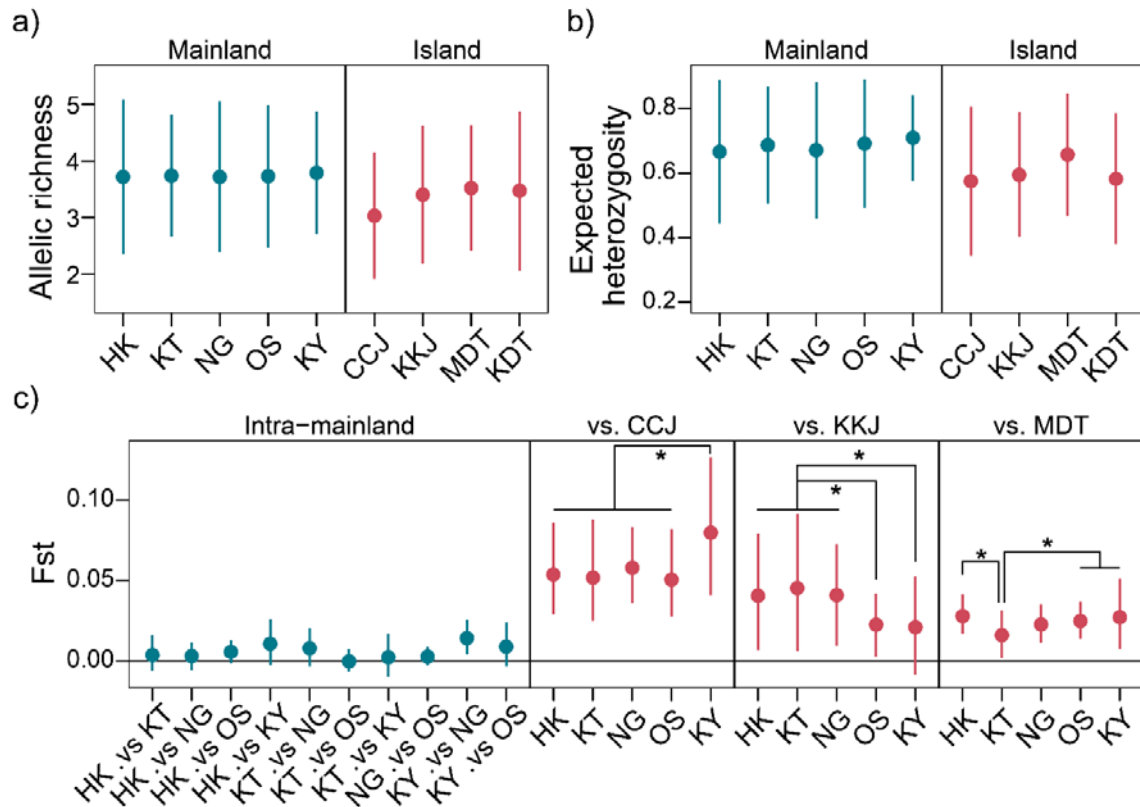 a)
Mainland Island
Allelic richness
5
4
3
2
HK KT NG OS KY CCJ KKJ MDT KDT
b)
Mainland Island
Expected
heterozygosity
0.8
0.6
0.4
0.2
HK KT NG OS KY CCJ KKJ MDT KDT
c)
Intra−mainland vs. CCJ vs. KKJ vs. MDT
Fst
0.10
0.05
0.00
* * * * *
HK .vs KT HK .vs NG HK .vs OS HK .vs KY KT .vs NG KT .vs OS KT .vs KY NG .vs OS KY .vs NG KY .vs OS HK KT NG OS KY HK KT NG OS KY HK KT NG OS KY